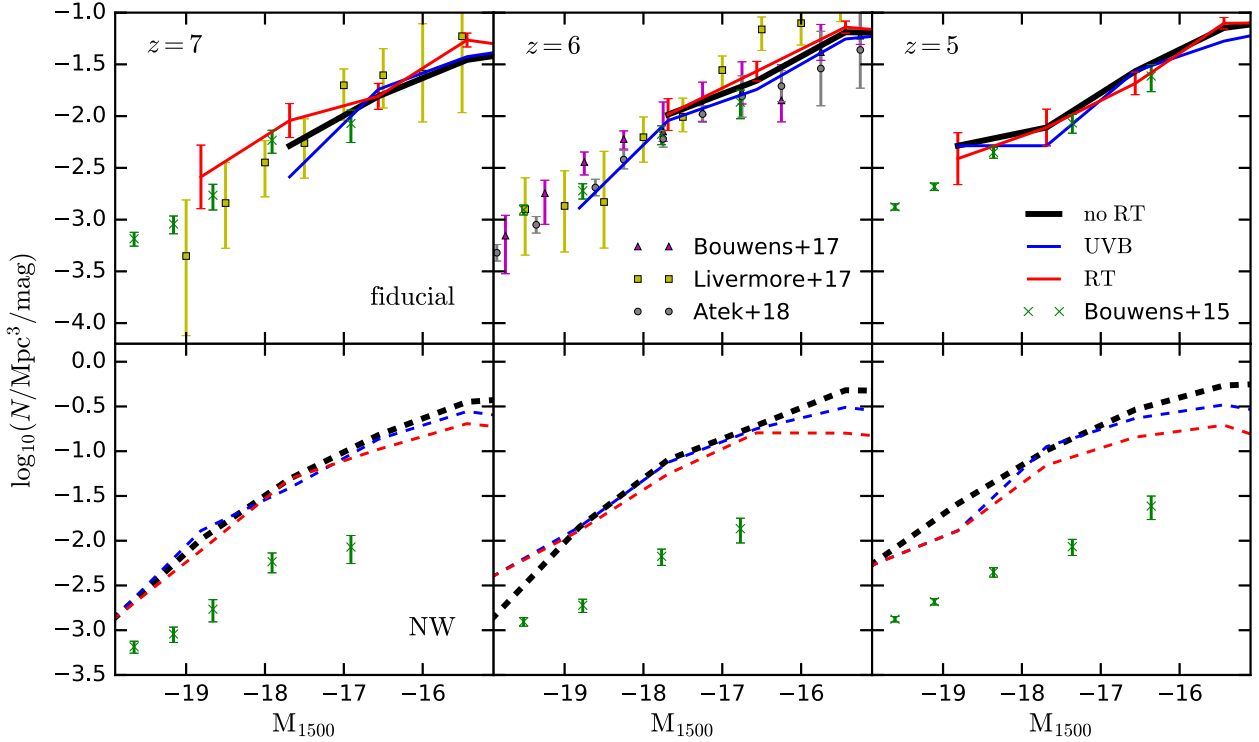 −1.0
−1.5
−2.0
−2.5
−3.0
−3.5
−4.0
z = 7
fiducial
z = 6
Bouwens+17
Livermore+17
Atek+18
z = 5
no RT
UVB
RT
Bouwens+15
log₁₀(N/Mpc³/mag)
0.0
−0.5
−1.0
−1.5
−2.0
−2.5
−3.0
−3.5
NW
−19 −18 −17 −16
−19 −18 −17 −16
−19 −18 −17 −16
M₁₅₀₀
M₁₅₀₀
M₁₅₀₀